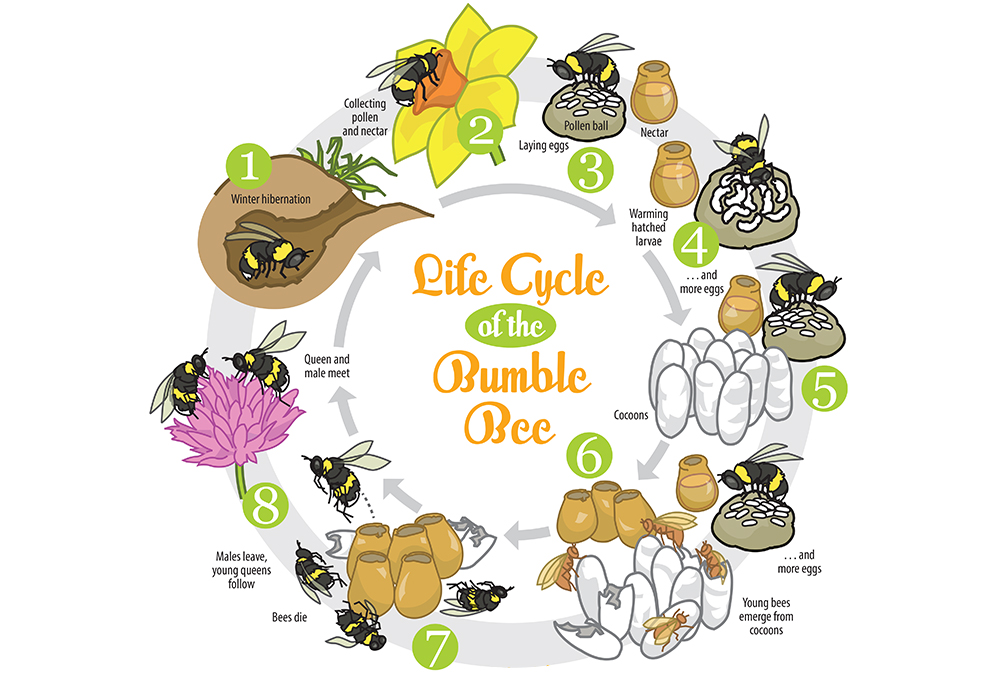 Life Cycle
of the
Bumble
Bee
1
Winter hibernation
2
Collecting
pollen
and nectar
3
Laying eggs
Pollen ball
Nectar
4
Warming
hatched
larvae
. . . and
more eggs
5
Cocoons
6
. . . and
more eggs
Young bees
emerge from
cocoons
7
Bees die
Males leave,
young queens
follow
8
Queen and
male meet